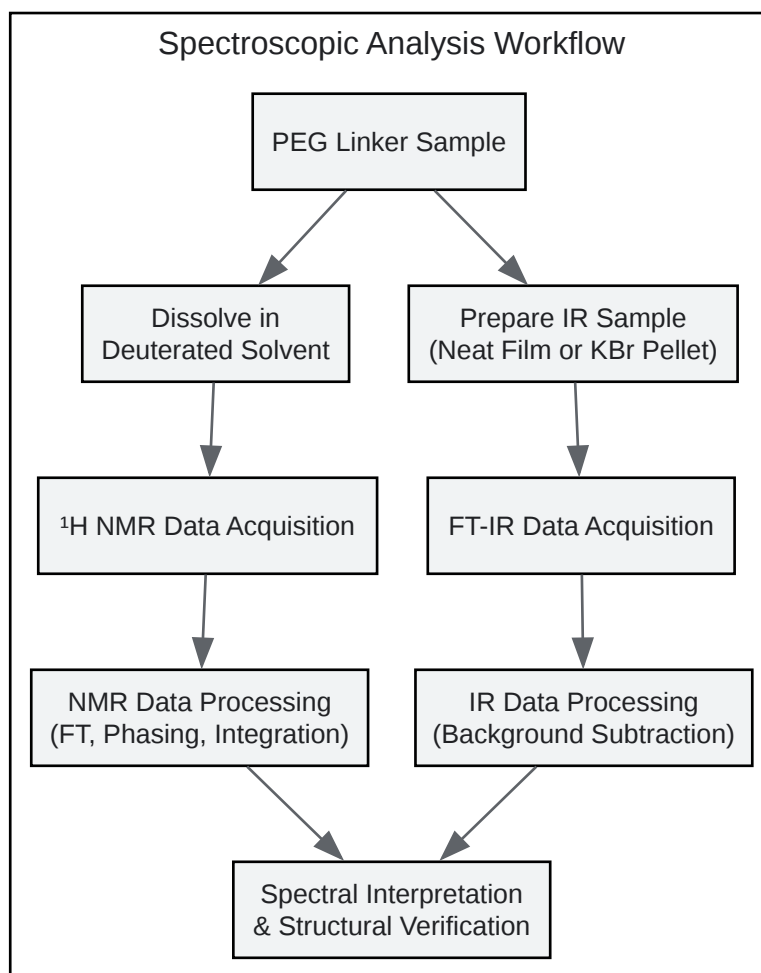 Spectroscopic Analysis Workflow
PEG Linker Sample
Dissolve in
Deuterated Solvent
Prepare IR Sample
(Neat Film or KBr Pellet)
¹H NMR Data Acquisition
FT-IR Data Acquisition
NMR Data Processing
(FT, Phasing, Integration)
IR Data Processing
(Background Subtraction)
Spectral Interpretation
& Structural Verification